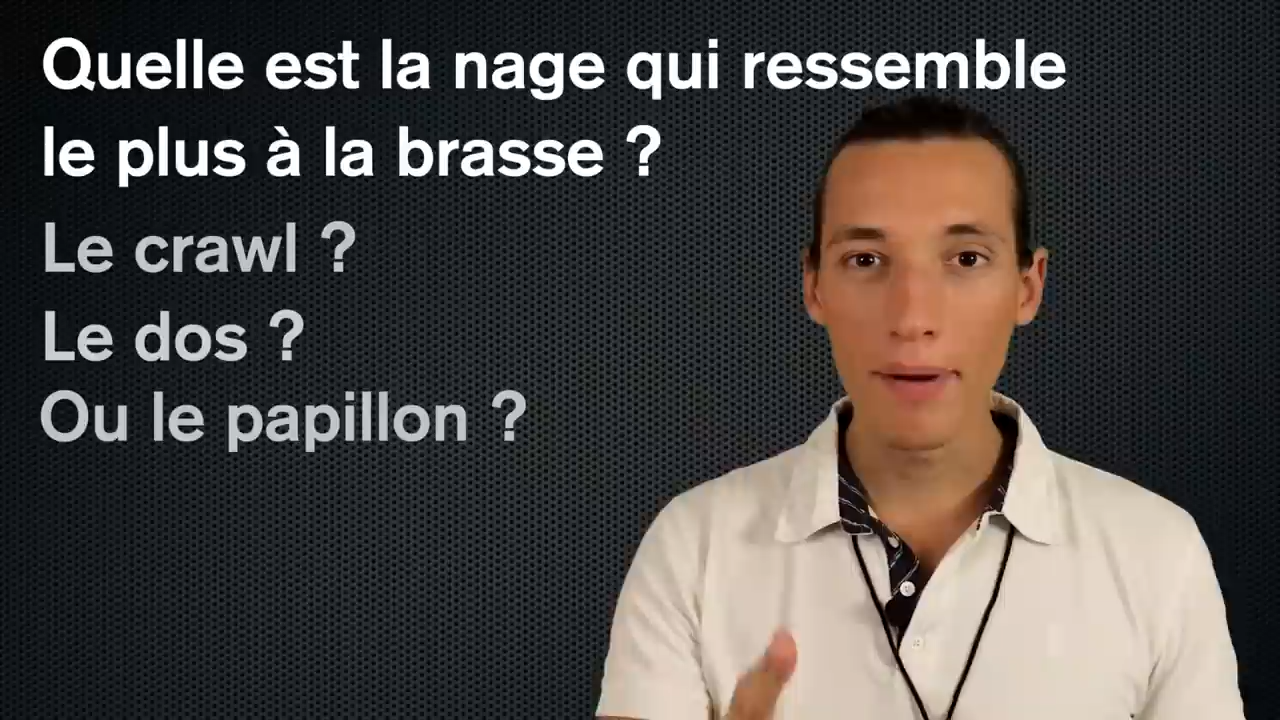 Quelle est la nage qui ressemble
le plus à la brasse ?
Le crawl ?
Le dos ?
Ou le papillon ?